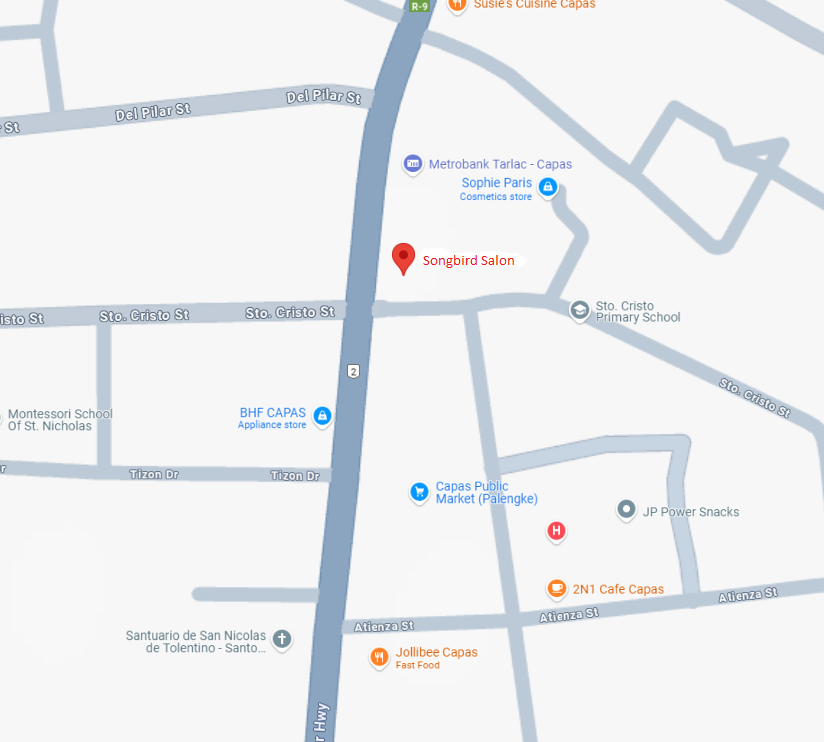 R-9
Susie's Cuisine Capas
Del Pilar St
Del Pilar St
St
Metrobank Tarlac - Capas
Sophie Paris
Cosmetics store
Songbird Salon
Sto. Cristo
Primary School
isto St
Sto. Cristo St
Sto. Cristo St
2
Sto. Cristo St
BHF CAPAS
Appliance store
Montessori School
Of St. Nicholas
Tizon Dr
Tizon Dr
Capas Public
Market (Palengke)
JP Power Snacks
H
2N1 Cafe Capas
Atienza St
Atienza St
Atienza St
Santuario de San Nicolas
de Tolentino - Santo...
Jollibee Capas
Fast Food
r Hwy